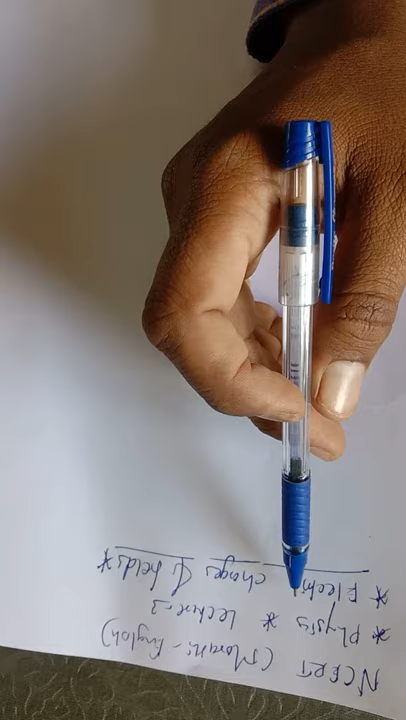 NCERT (Marathi - English)
* Physics * Lecture-3
* Electric charges & fields *